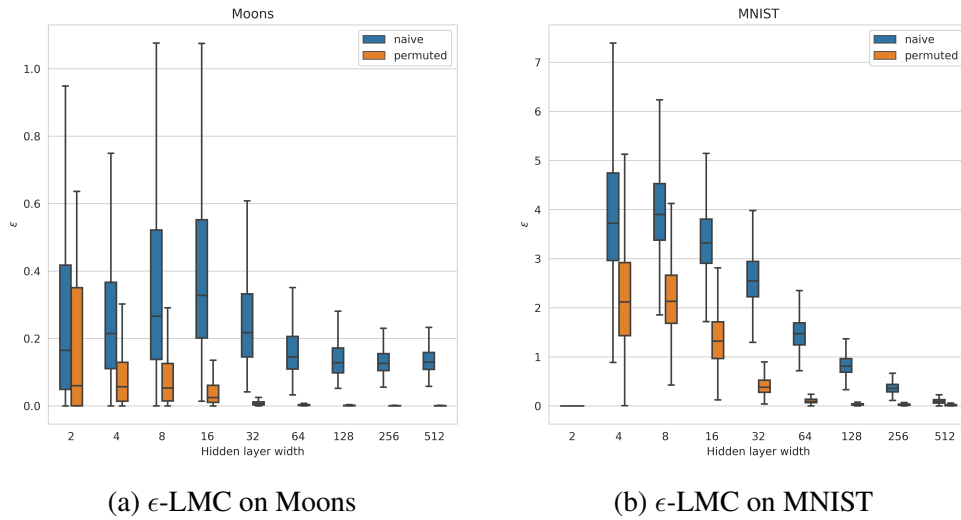 Moons
naive
permuted
1.0
0.8
0.6
0.4
0.2
0.0
ϵ
2 4 8 16 32 64 128 256 512
Hidden layer width
(a) ϵ-LMC on Moons
MNIST
naive
permuted
7
6
5
4
3
2
1
0
ϵ
2 4 8 16 32 64 128 256 512
Hidden layer width
(b) ϵ-LMC on MNIST